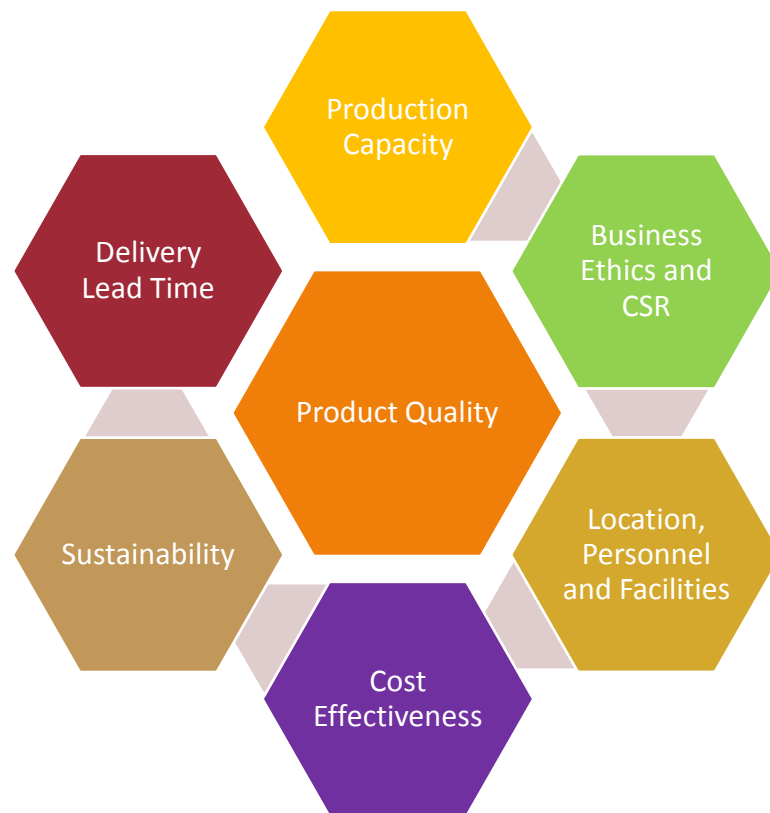 Production
Capacity
Business
Ethics and
CSR
Delivery
Lead Time
Product Quality
Location,
Personnel
and Facilities
Sustainability
Cost
Effectiveness